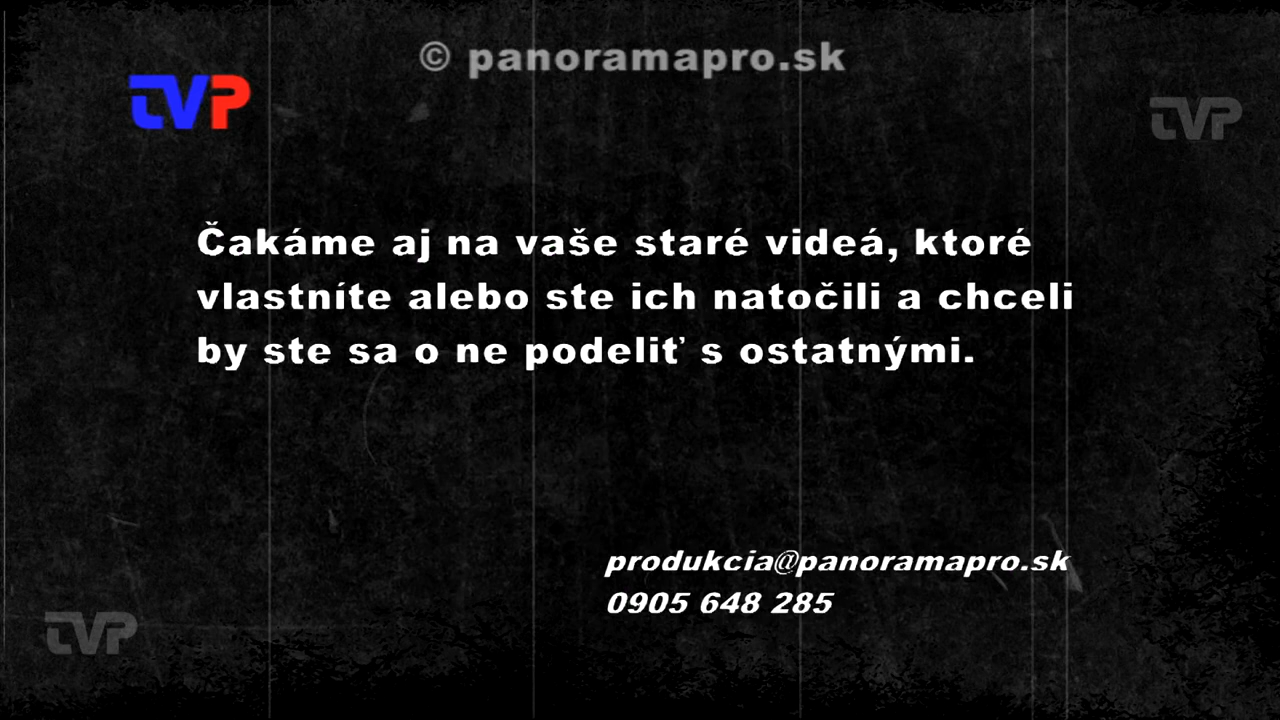 © panoramapro.sk
TVP
TVP
Čakáme aj na vaše staré videá, ktoré
vlastníte alebo ste ich natočili a chceli
by ste sa o ne podeliť s ostatnými.
produkcia@panoramapro.sk
0905 648 285
TVP